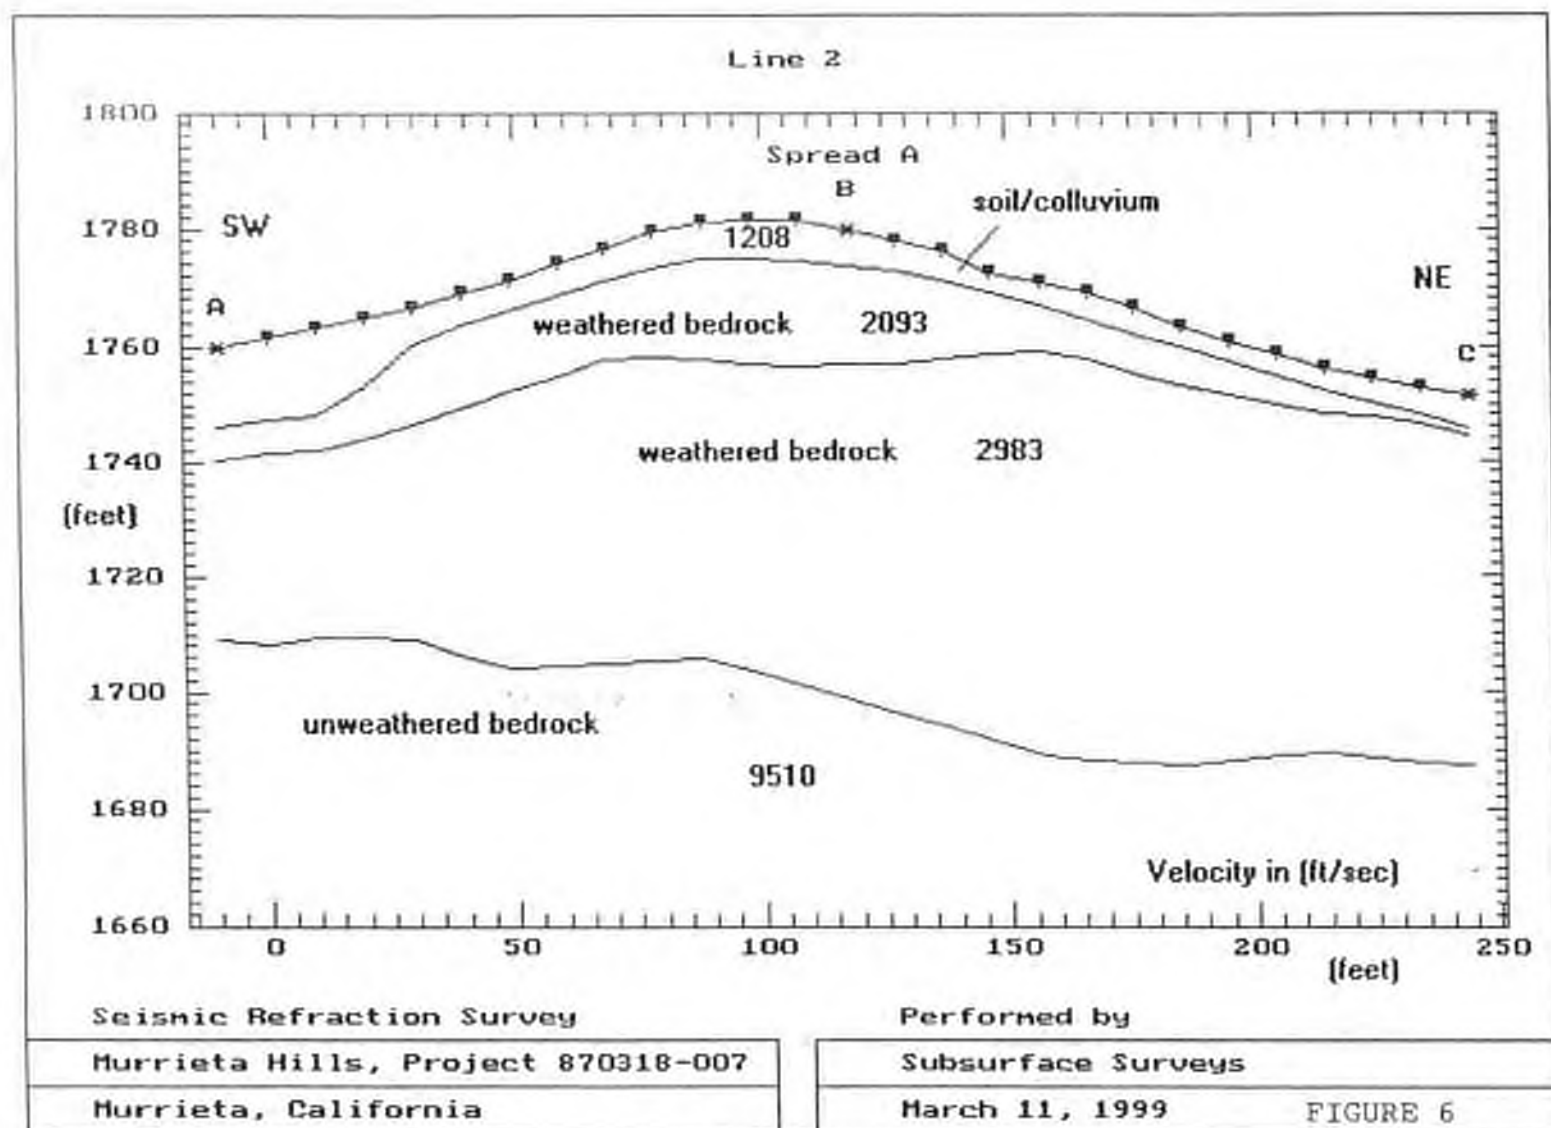 Line 2
1800
Spread A
B
soil/colluvium
1780
SW
1208
NE
A
weathered bedrock 2093
1760
C
weathered bedrock 2983
1740
(feet)
1720
1700
unweathered bedrock
9510
1680
Velocity in (ft/sec)
1660
0 50 100 150 200 250
(feet)
Seismic Refraction Survey
Performed by
Murrieta Hills, Project 870318-007
Subsurface Surveys
Murrieta, California
March 11, 1999 FIGURE 6